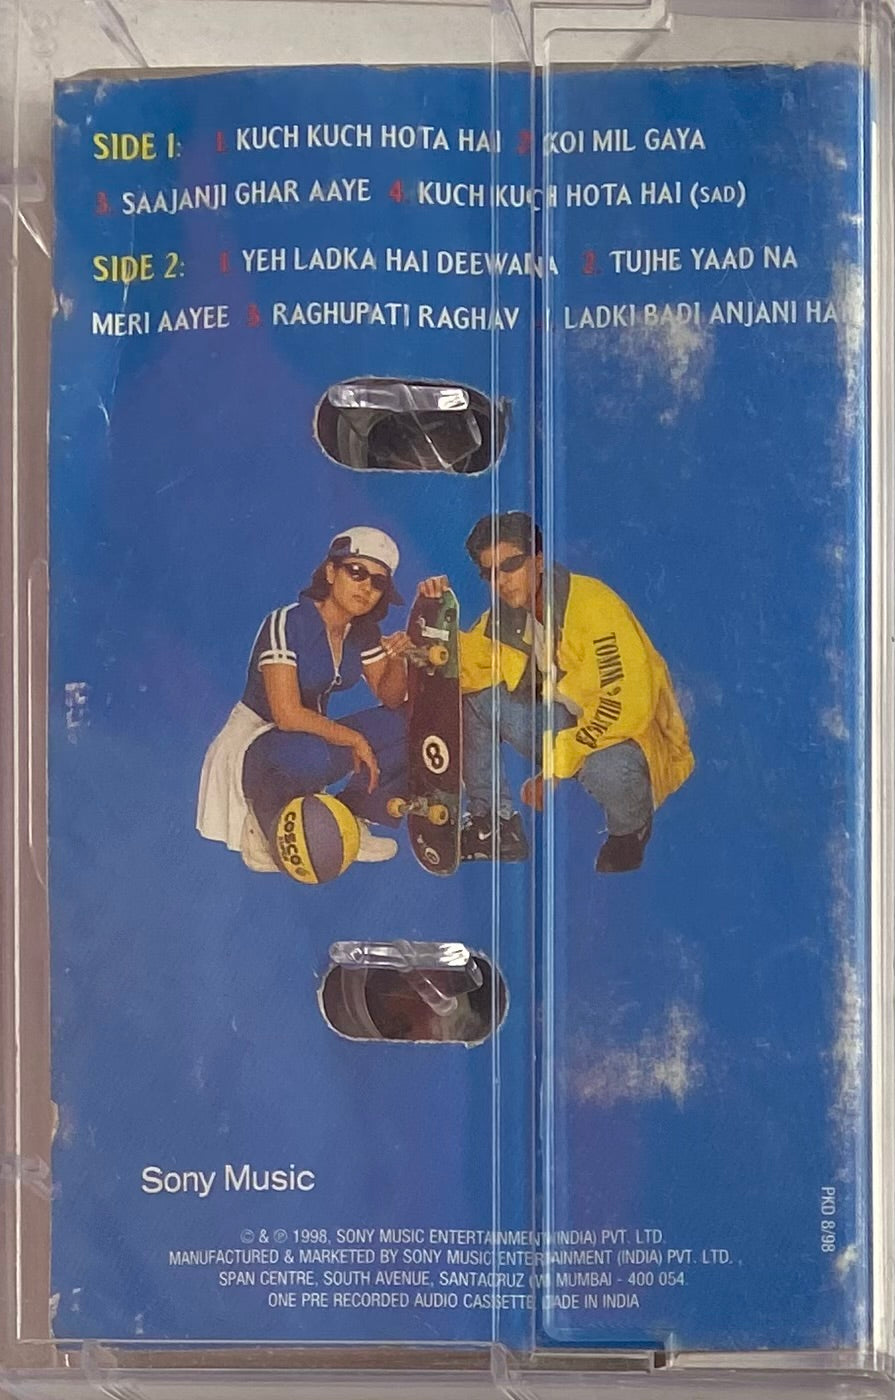 SIDE 1: 1. KUCH KUCH HOTA HAI 2. KOI MIL GAYA
3. SAAJANJI GHAR AAYE 4. KUCH KUCH HOTA HAI (SAD)
SIDE 2: 1. YEH LADKA HAI DEEWANA 2. TUJHE YAAD NA
MERI AAYEE 3. RAGHUPATI RAGHAV 4. LADKI BADI ANJANI HAI
TOMMY HILFIGER
8
COSCO
Sony Music
© & ℗ 1998, SONY MUSIC ENTERTAINMENT (INDIA) PVT. LTD.
MANUFACTURED & MARKETED BY SONY MUSIC ENTERTAINMENT (INDIA) PVT. LTD.,
SPAN CENTRE, SOUTH AVENUE, SANTACRUZ (W) MUMBAI - 400 054.
ONE PRE RECORDED AUDIO CASSETTE MADE IN INDIA
PKD 8/98